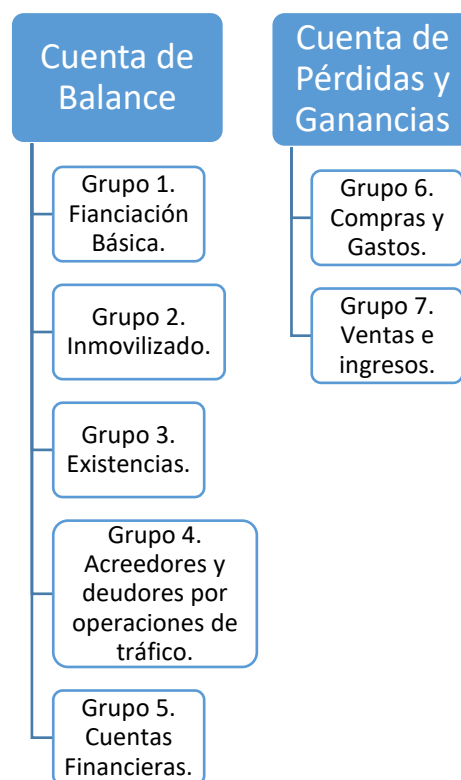 Cuenta de
Balance
Grupo 1.
Fianciación
Básica.
Grupo 2.
Inmovilizado.
Grupo 3.
Existencias.
Grupo 4.
Acreedores y
deudores por
operaciones de
tráfico.
Grupo 5.
Cuentas
Financieras.
Cuenta de
Pérdidas y
Ganancias
Grupo 6.
Compras y
Gastos.
Grupo 7.
Ventas e
ingresos.